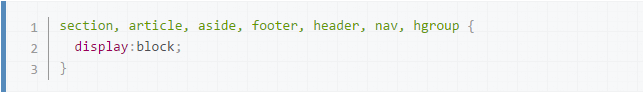 1 section, article, aside, footer, header, nav, hgroup {
2   display:block;
3 }